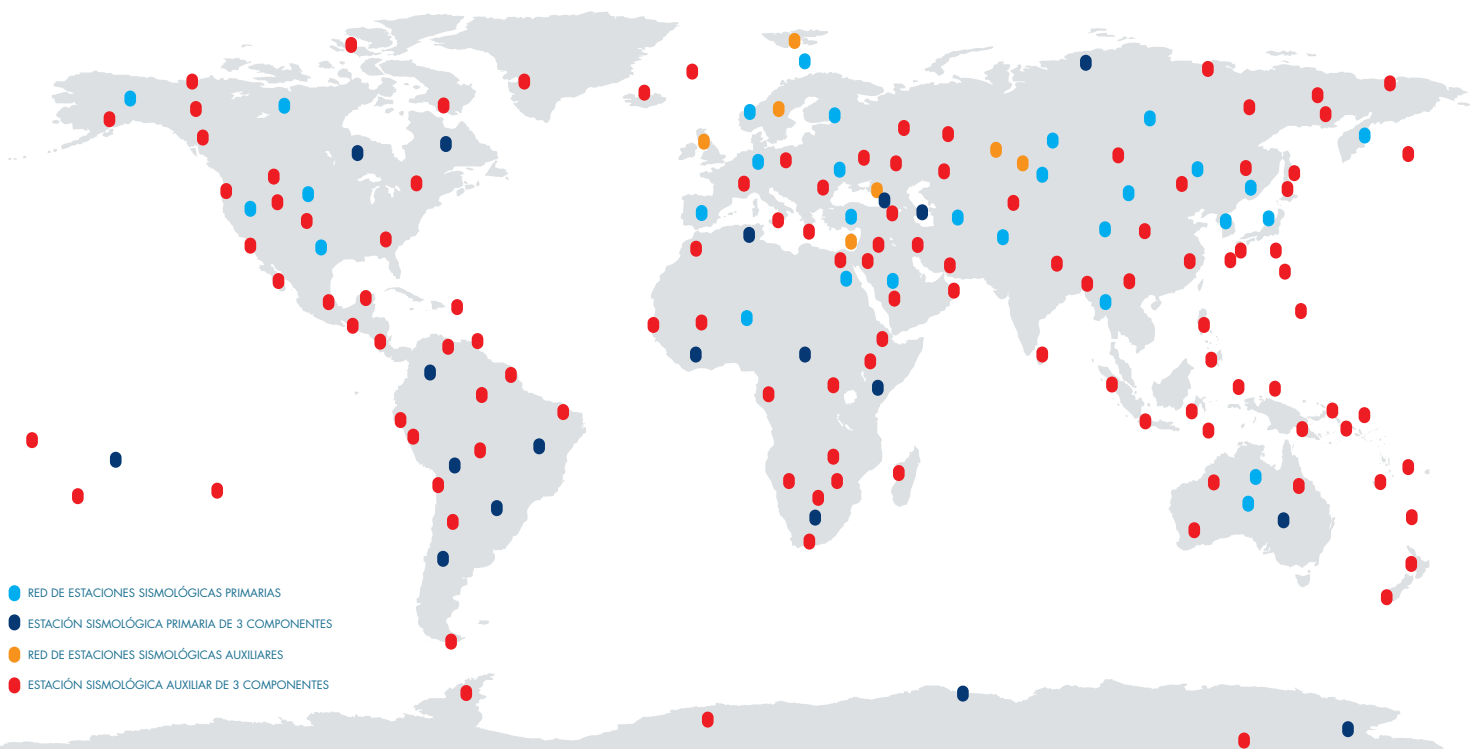 RED DE ESTACIONES SISMOLÓGICAS PRIMARIAS
ESTACIÓN SISMOLÓGICA PRIMARIA DE 3 COMPONENTES
RED DE ESTACIONES SISMOLÓGICAS AUXILIARES
ESTACIÓN SISMOLÓGICA AUXILIAR DE 3 COMPONENTES